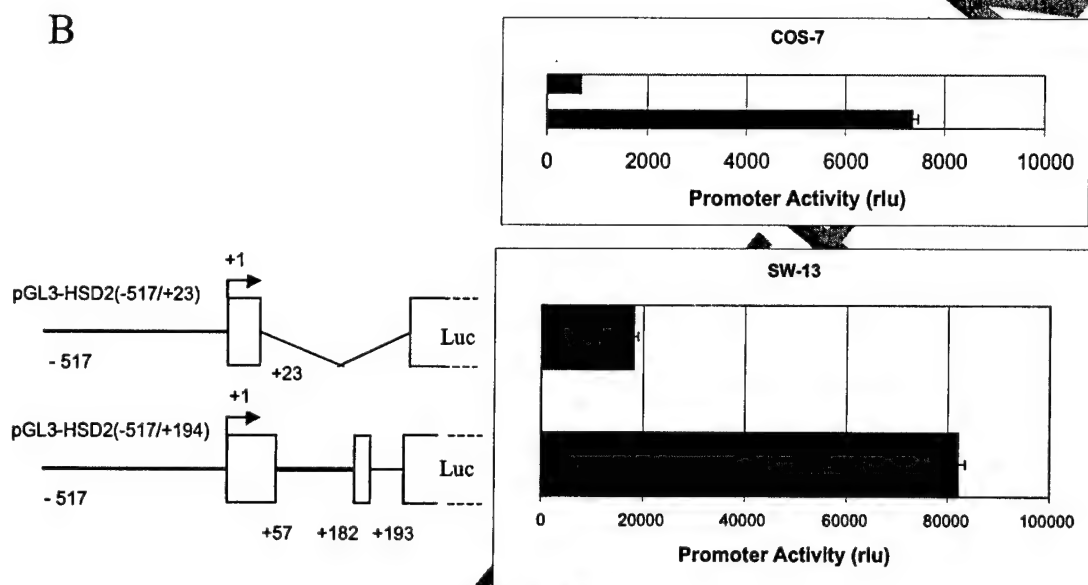 B
COS-7
0 2000 4000 6000 8000 10000
Promoter Activity (rlu)
+1
pGL3-HSD2(-517/+23)
Luc
- 517
+23
+1
pGL3-HSD2(-517/+194)
Luc
- 517
+57 +182 +193
SW-13
0 20000 40000 60000 80000 100000
Promoter Activity (rlu)